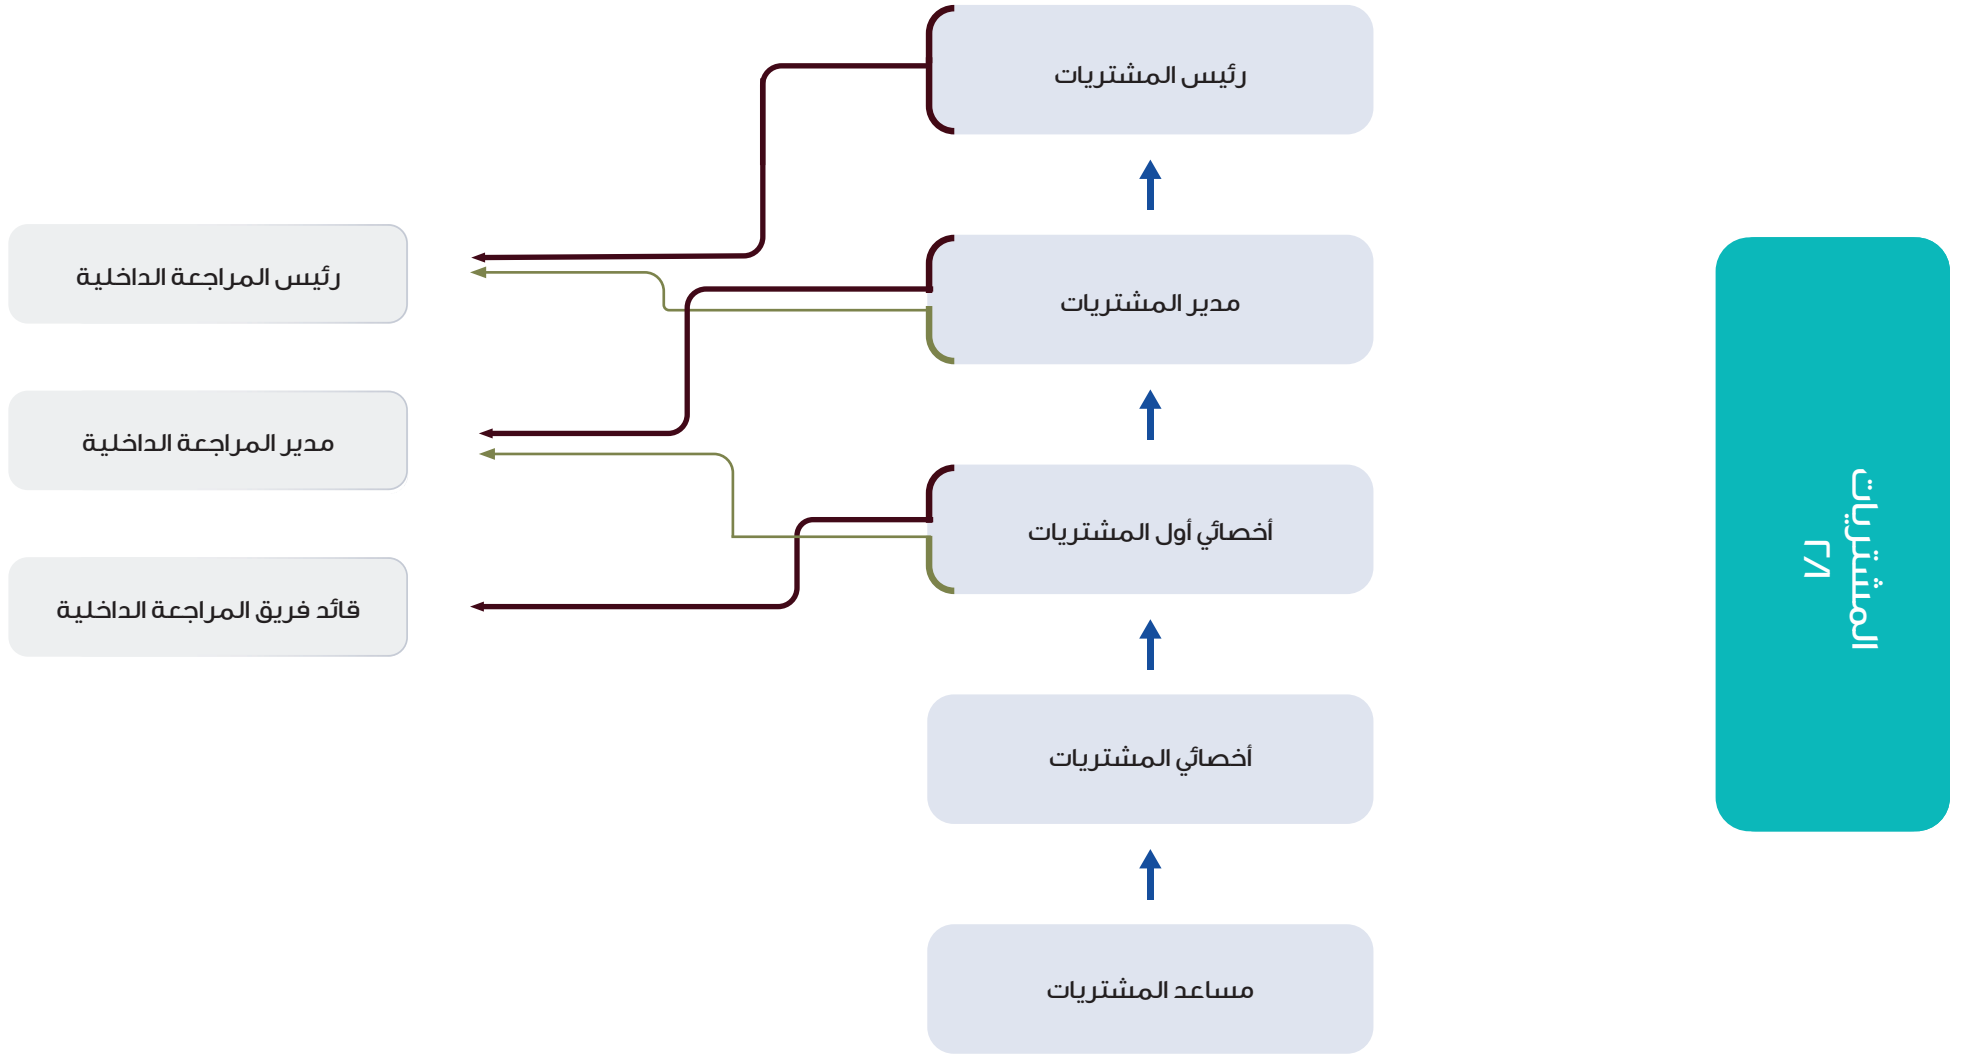 المشتريات
٢٨
رئيس المشتريات
مدير المشتريات
أخصائي أول المشتريات
أخصائي المشتريات
مساعد المشتريات
رئيس المراجعة الداخلية
مدير المراجعة الداخلية
قائد فريق المراجعة الداخلية